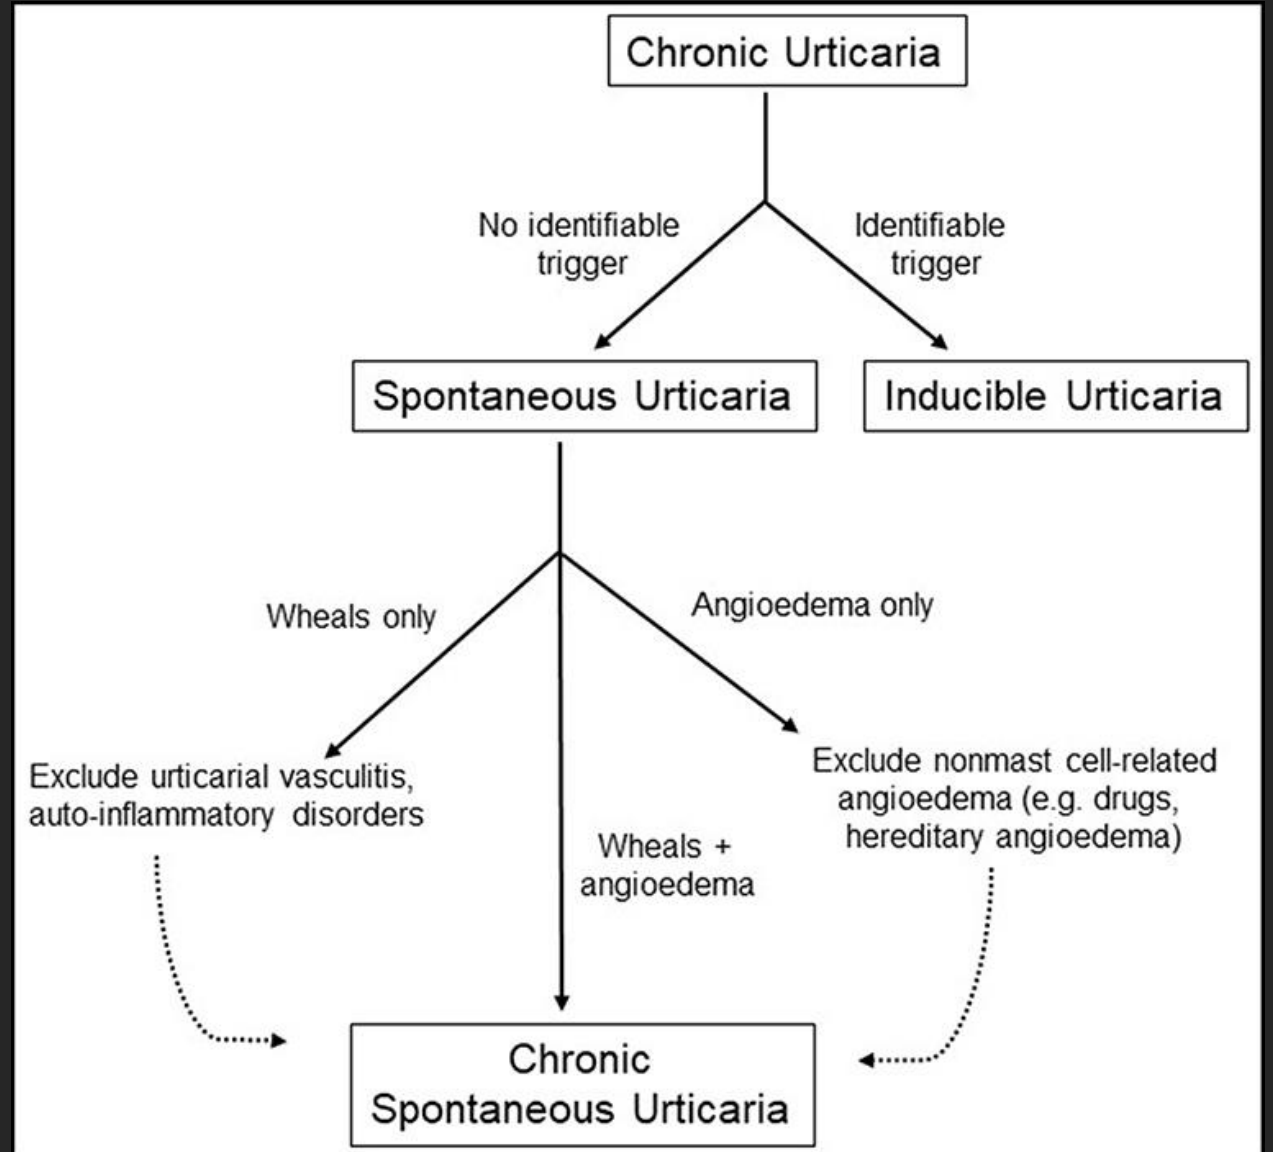 Chronic Urticaria
No identifiable
trigger
Identifiable
trigger
Spontaneous Urticaria
Inducible Urticaria
Wheals only
Angioedema only
Exclude urticarial vasculitis,
auto-inflammatory disorders
Exclude nonmast cell-related
angioedema (e.g. drugs,
hereditary angioedema)
Wheals +
angioedema
Chronic
Spontaneous Urticaria